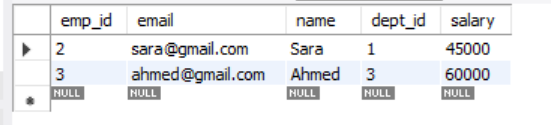 emp_id email name dept_id salary
2 sara@gmail.com Sara 1 45000
3 ahmed@gmail.com Ahmed 3 60000
NULL NULL NULL NULL NULL